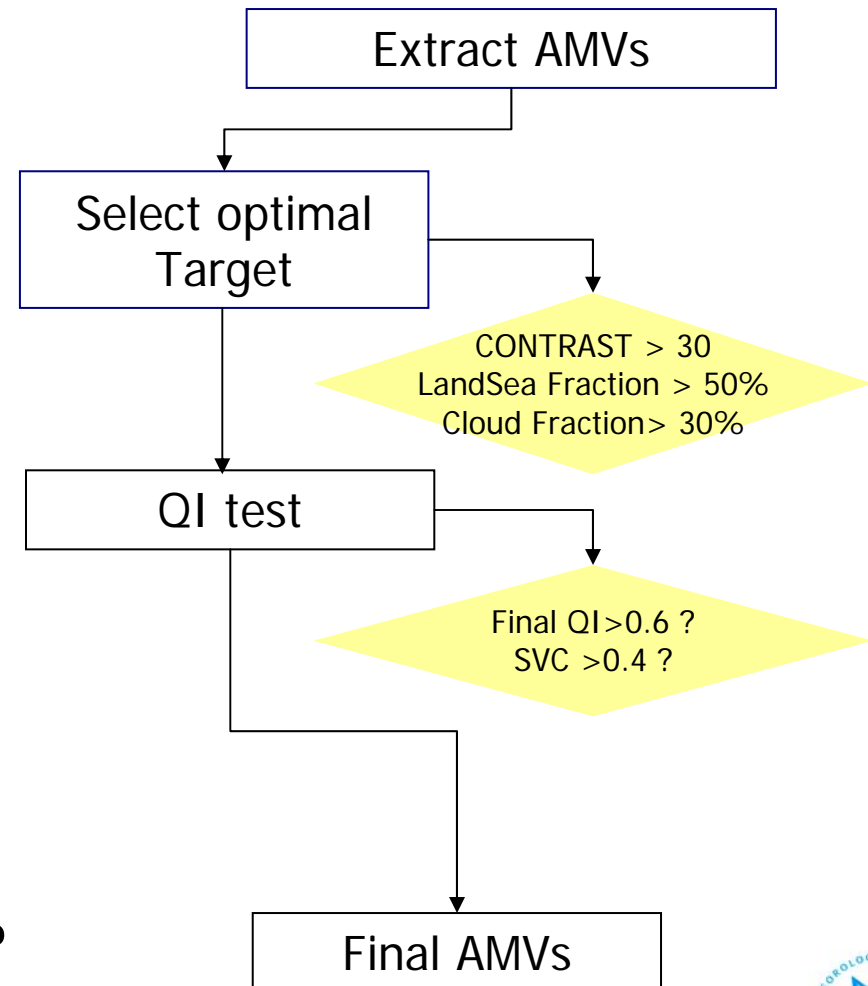 Extract AMVs
Select optimal
Target
CONTRAST > 30
LandSea Fraction > 50%
Cloud Fraction> 30%
QI test
Final QI>0.6 ?
SVC >0.4 ?
Final AMVs